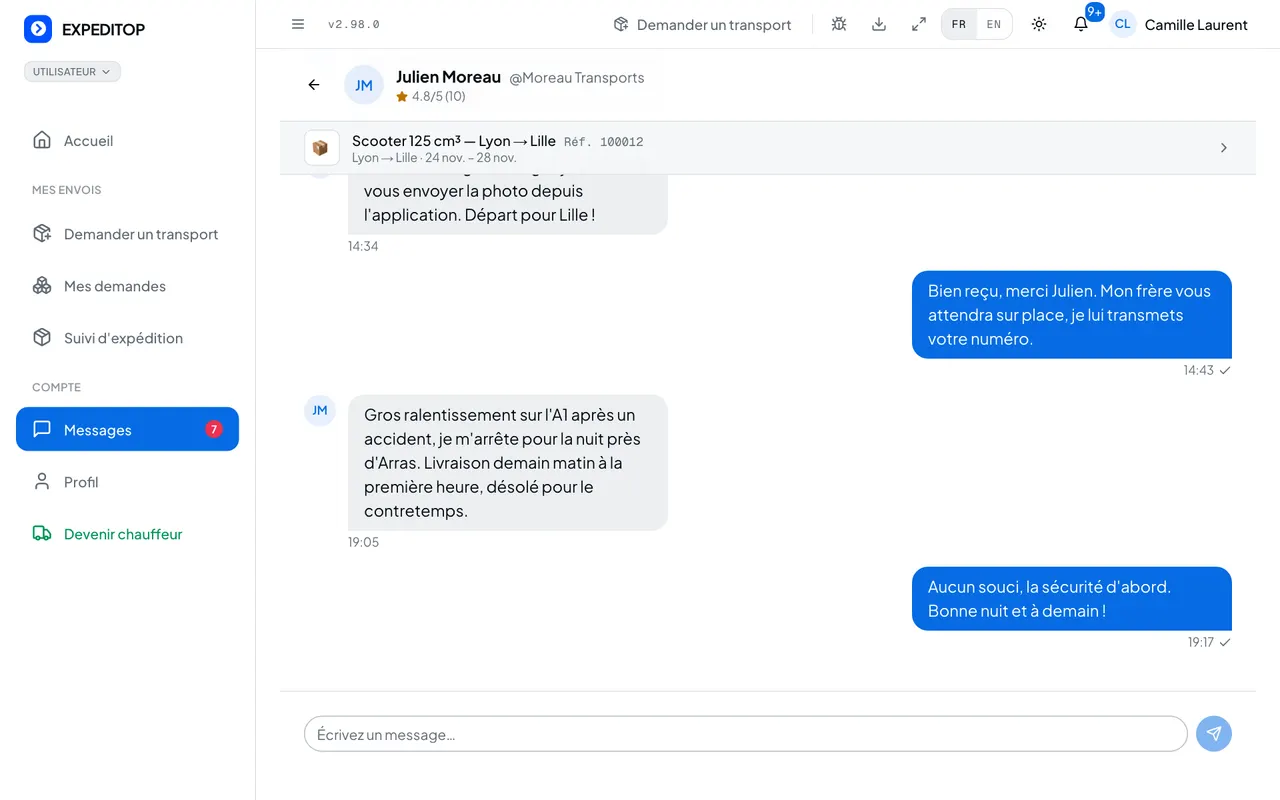 EXPEDITOP
UTILISATEUR
Accueil
MES ENVOIS
Demander un transport
Mes demandes
Suivi d'expédition
COMPTE
Messages 7
Profil
Devenir chauffeur
v2.98.0
Demander un transport
FR EN
9+
CL Camille Laurent
JM Julien Moreau @Moreau Transports
4.8/5 (10)
Scooter 125 cm³ — Lyon → Lille Réf. 100012
Lyon → Lille · 24 nov. – 28 nov.
vous envoyer la photo depuis
l'application. Départ pour Lille !
14:34
Bien reçu, merci Julien. Mon frère vous
attendra sur place, je lui transmets
votre numéro.
14:43
JM
Gros ralentissement sur l'A1 après un
accident, je m'arrête pour la nuit près
d'Arras. Livraison demain matin à la
première heure, désolé pour le
contretemps.
19:05
Aucun souci, la sécurité d'abord.
Bonne nuit et à demain !
19:17
Écrivez un message…